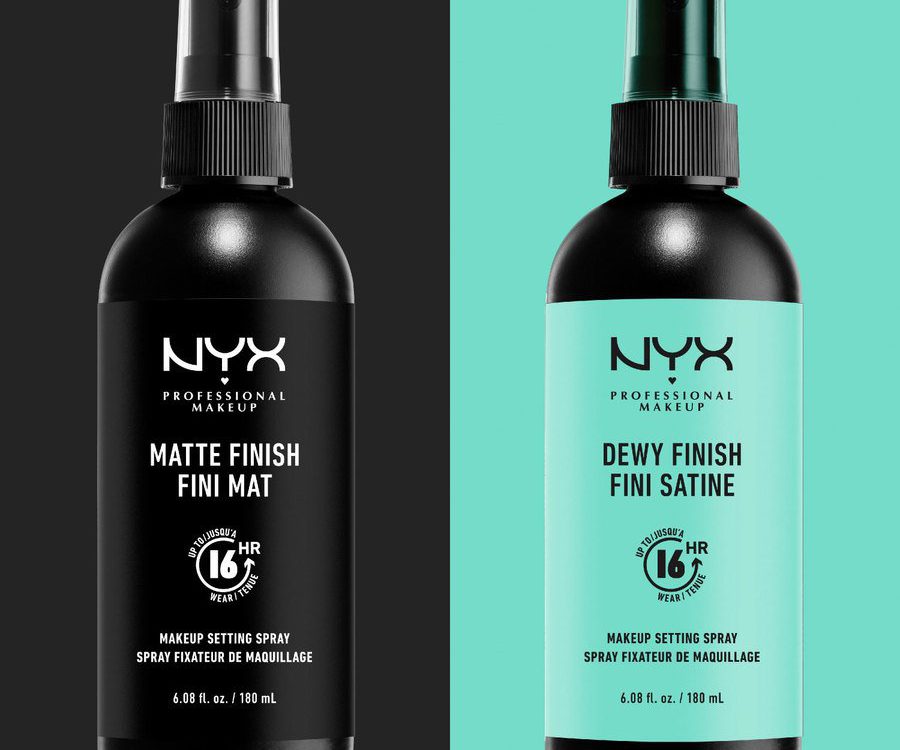 NYX
PROFESSIONAL
MAKEUP
MATTE FINISH
FINI MAT
UP TO/JUSQU'A
16 HR
WEAR/TENUE
MAKEUP SETTING SPRAY
SPRAY FIXATEUR DE MAQUILLAGE
6.08 fl. oz. / 180 mL
NYX
PROFESSIONAL
MAKEUP
DEWY FINISH
FINI SATINE
UP TO/JUSQU'A
16 HR
WEAR/TENUE
MAKEUP SETTING SPRAY
SPRAY FIXATEUR DE MAQUILLAGE
6.08 fl. oz. / 180 mL